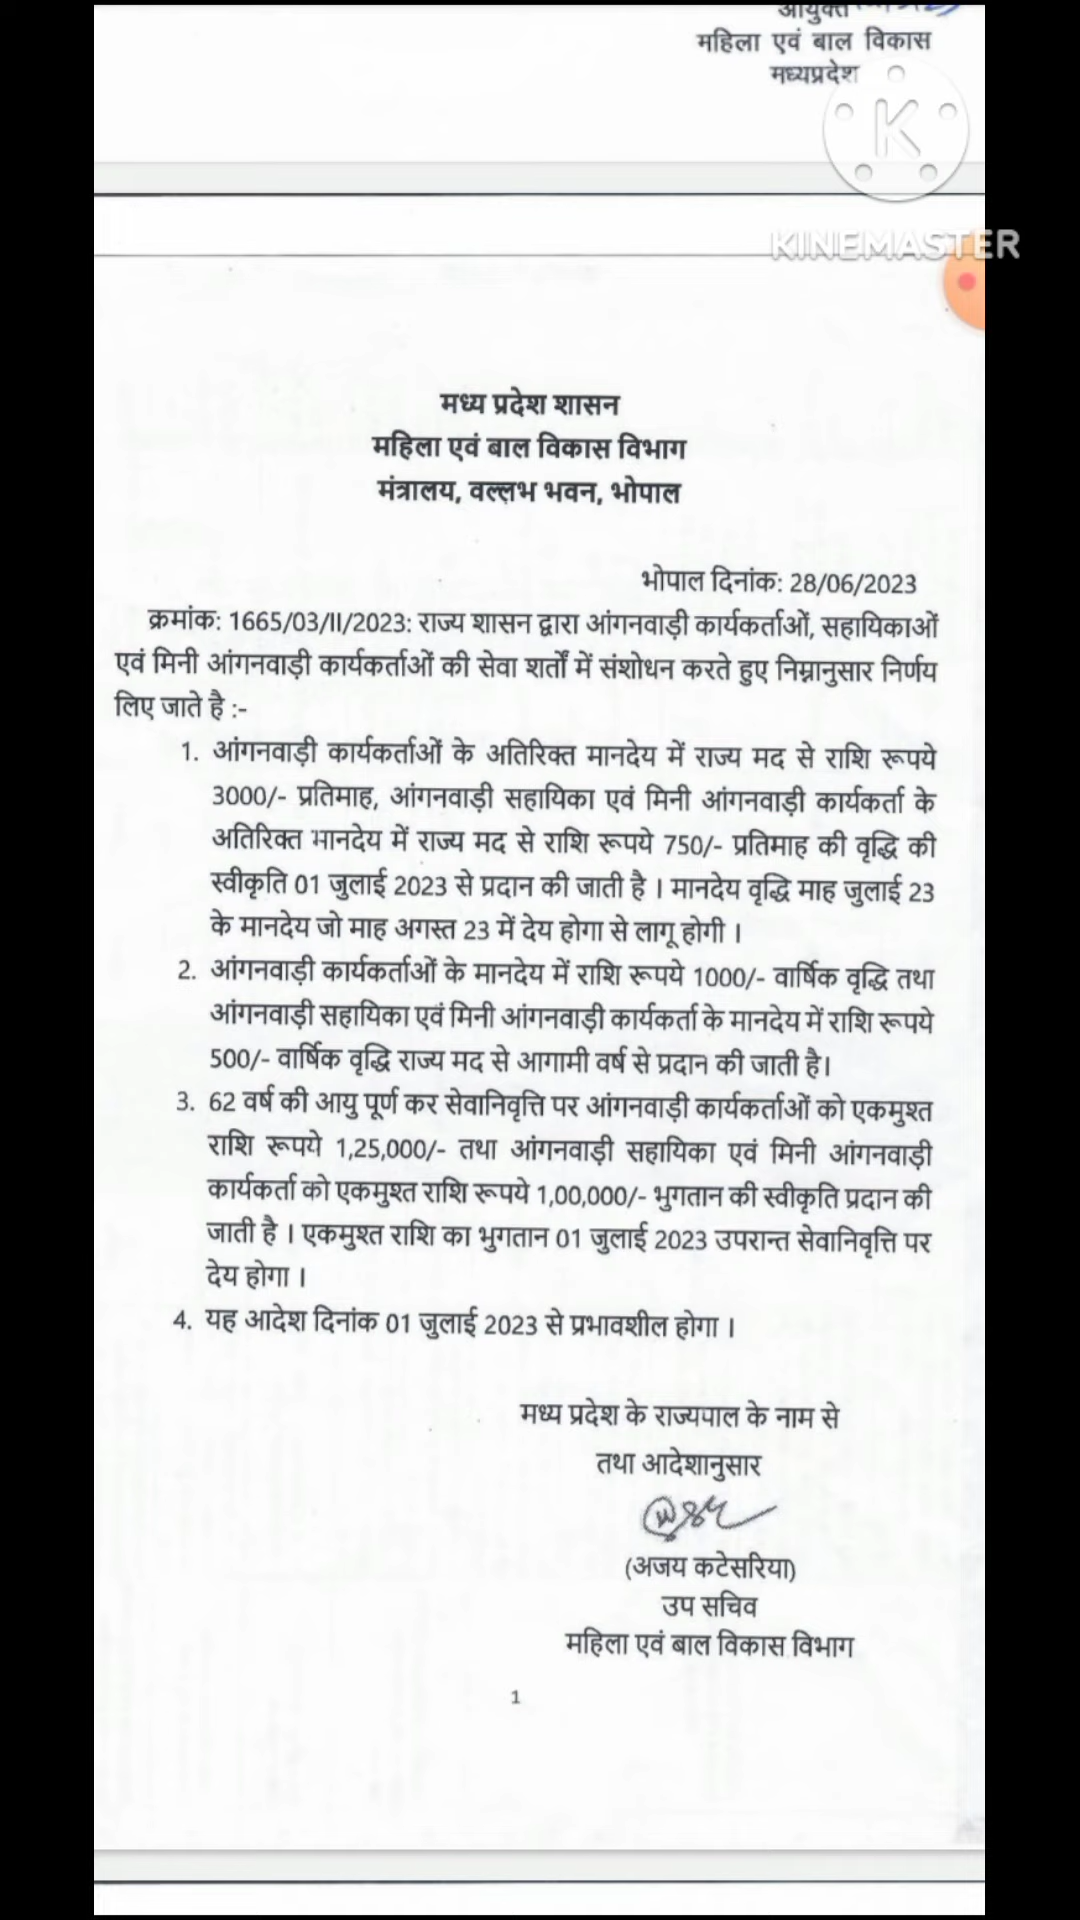 आयुक्त
महिला एवं बाल विकास
मध्यप्रदेश
K
KINEMASTER
मध्य प्रदेश शासन
महिला एवं बाल विकास विभाग
मंत्रालय, वल्लभ भवन, भोपाल
भोपाल दिनांक: 28/06/2023
क्रमांक: 1665/03/II/2023: राज्य शासन द्वारा आंगनवाड़ी कार्यकर्ताओं, सहायिकाओं
एवं मिनी आंगनवाड़ी कार्यकर्ताओं की सेवा शर्तों में संशोधन करते हुए निम्नानुसार निर्णय
लिए जाते है :-
1. आंगनवाड़ी कार्यकर्ताओं के अतिरिक्त मानदेय में राज्य मद से राशि रूपये
3000/- प्रतिमाह, आंगनवाड़ी सहायिका एवं मिनी आंगनवाड़ी कार्यकर्ता के
अतिरिक्त मानदेय में राज्य मद से राशि रूपये 750/- प्रतिमाह की वृद्धि की
स्वीकृति 01 जुलाई 2023 से प्रदान की जाती है । मानदेय वृद्धि माह जुलाई 23
के मानदेय जो माह अगस्त 23 में देय होगा से लागू होगी ।
2. आंगनवाड़ी कार्यकर्ताओं के मानदेय में राशि रूपये 1000/- वार्षिक वृद्धि तथा
आंगनवाड़ी सहायिका एवं मिनी आंगनवाड़ी कार्यकर्ता के मानदेय में राशि रूपये
500/- वार्षिक वृद्धि राज्य मद से आगामी वर्ष से प्रदान की जाती है।
3. 62 वर्ष की आयु पूर्ण कर सेवानिवृत्ति पर आंगनवाड़ी कार्यकर्ताओं को एकमुश्त
राशि रूपये 1,25,000/- तथा आंगनवाड़ी सहायिका एवं मिनी आंगनवाड़ी
कार्यकर्ता को एकमुश्त राशि रूपये 1,00,000/- भुगतान की स्वीकृति प्रदान की
जाती है । एकमुश्त राशि का भुगतान 01 जुलाई 2023 उपरान्त सेवानिवृत्ति पर
देय होगा ।
4. यह आदेश दिनांक 01 जुलाई 2023 से प्रभावशील होगा ।
मध्य प्रदेश के राज्यपाल के नाम से
तथा आदेशानुसार
(अजय कटेसरिया)
उप सचिव
महिला एवं बाल विकास विभाग
1